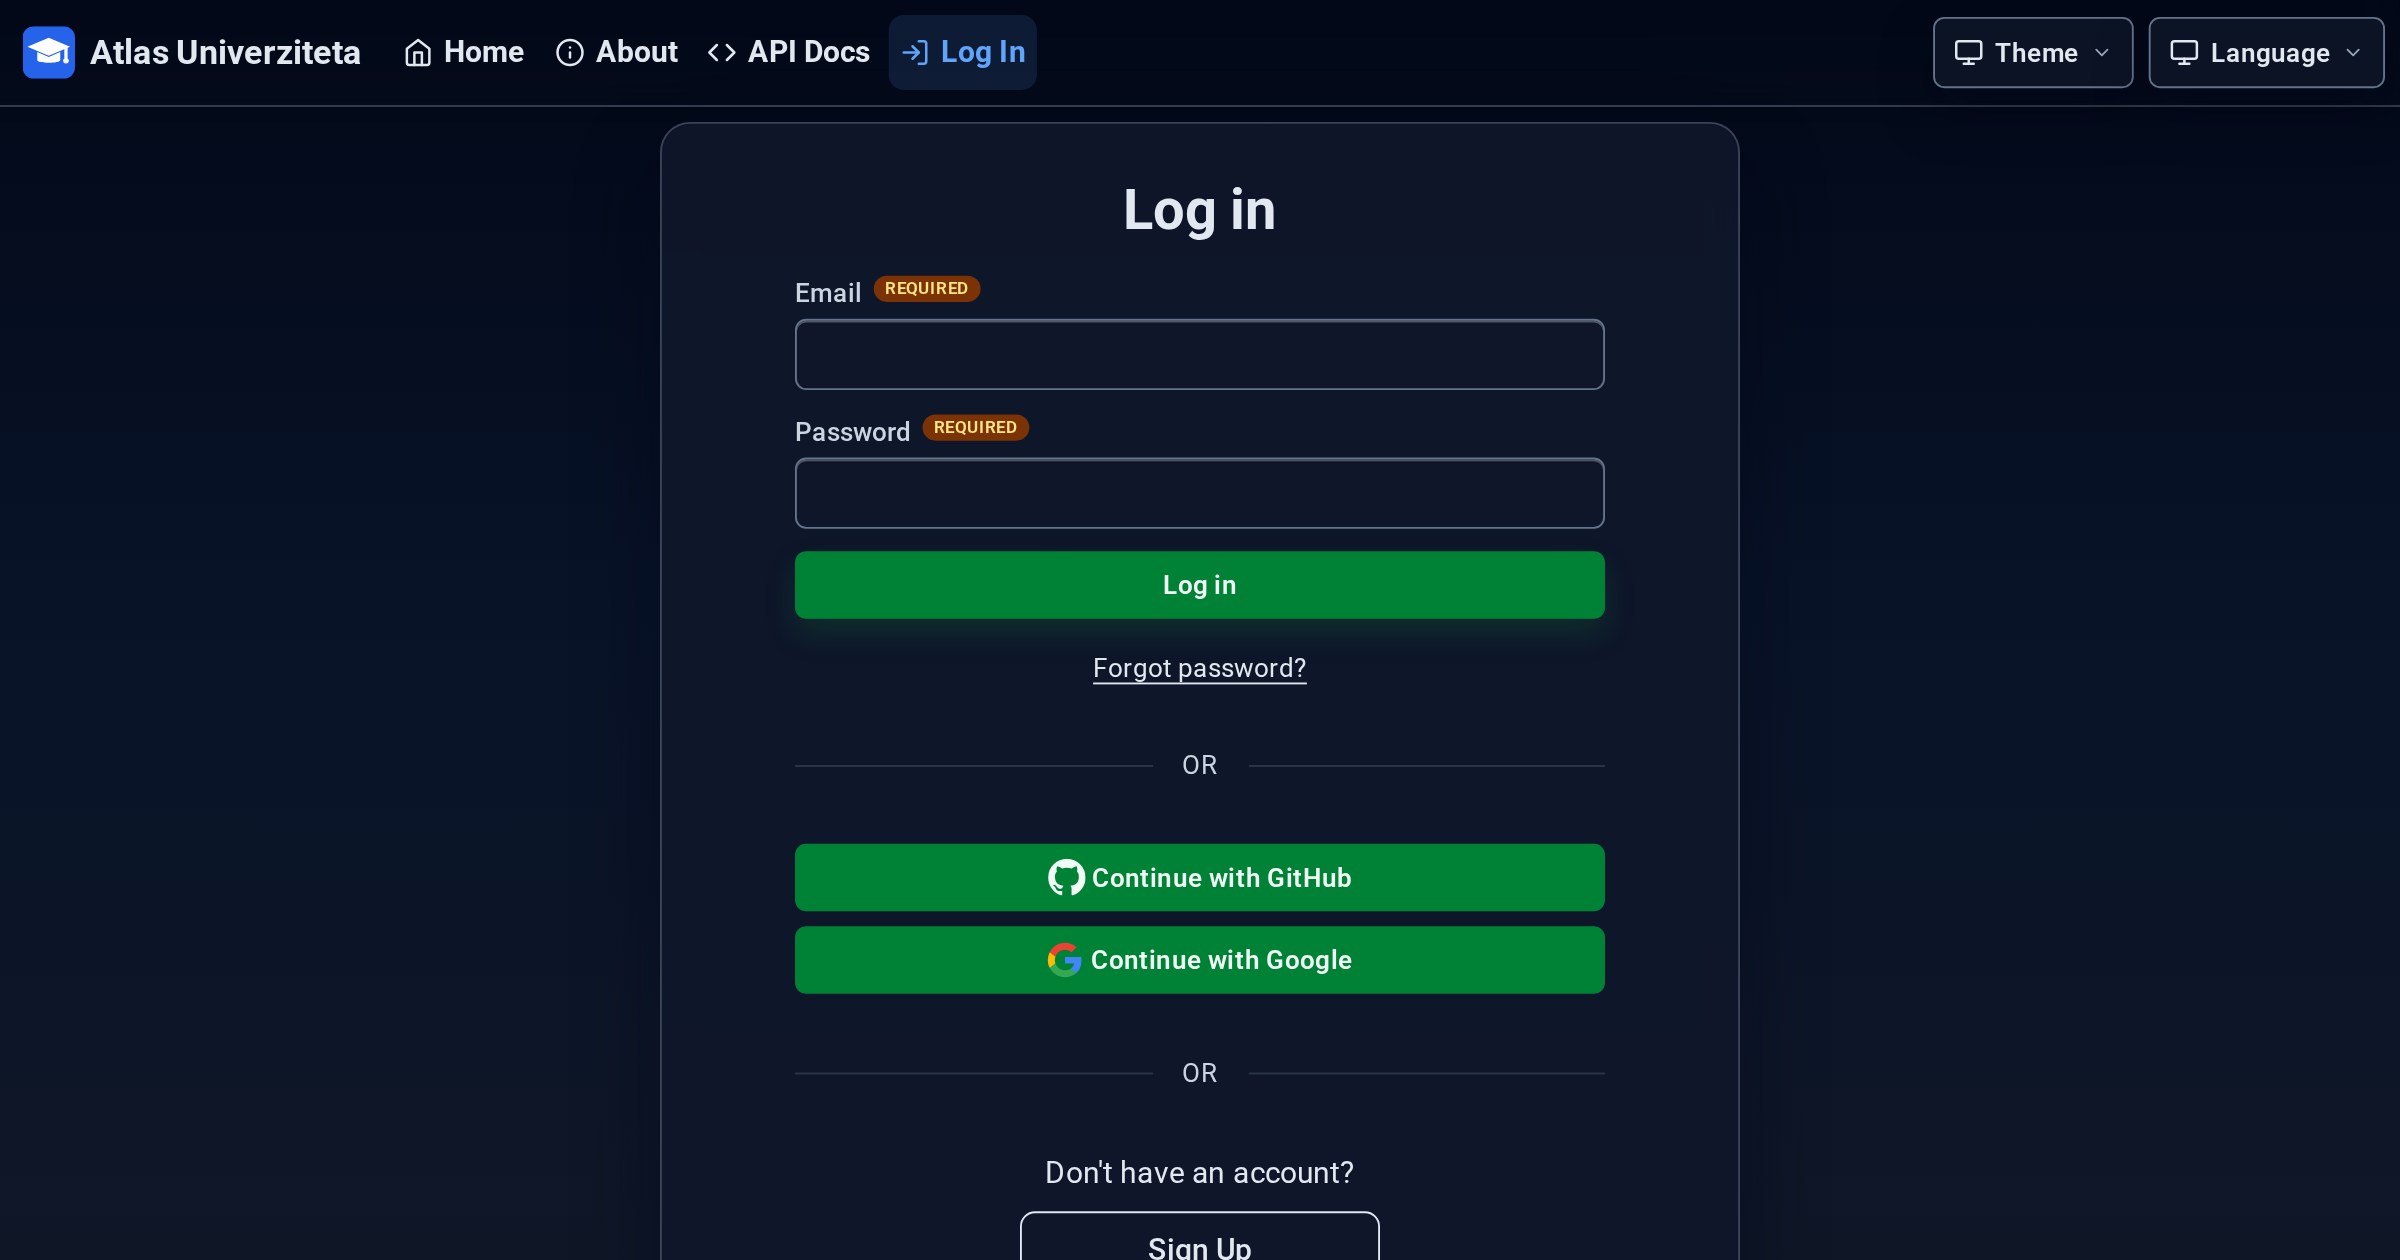 Atlas Univerziteta Home About API Docs Log In Theme Language
Log in
Email REQUIRED
Password REQUIRED
Log in
Forgot password?
OR
Continue with GitHub
Continue with Google
OR
Don't have an account?
Sign Up